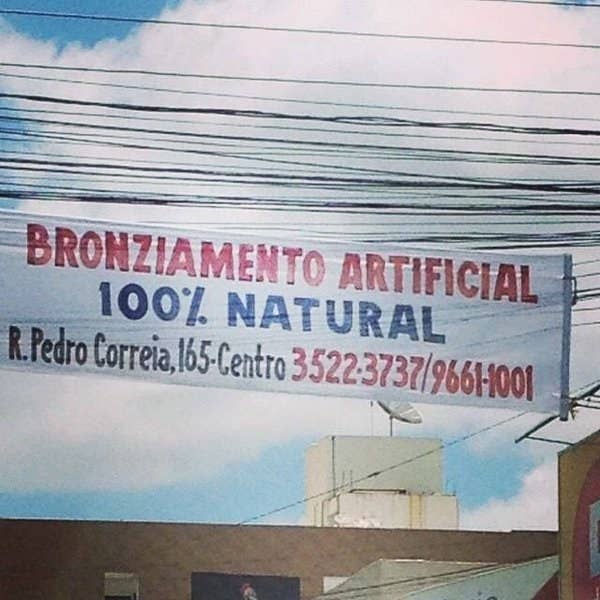 BRONZIAMENTO ARTIFICIAL
100% NATURAL
R. Pedro Correia, 165-Centro 3522-3737/9661-1001